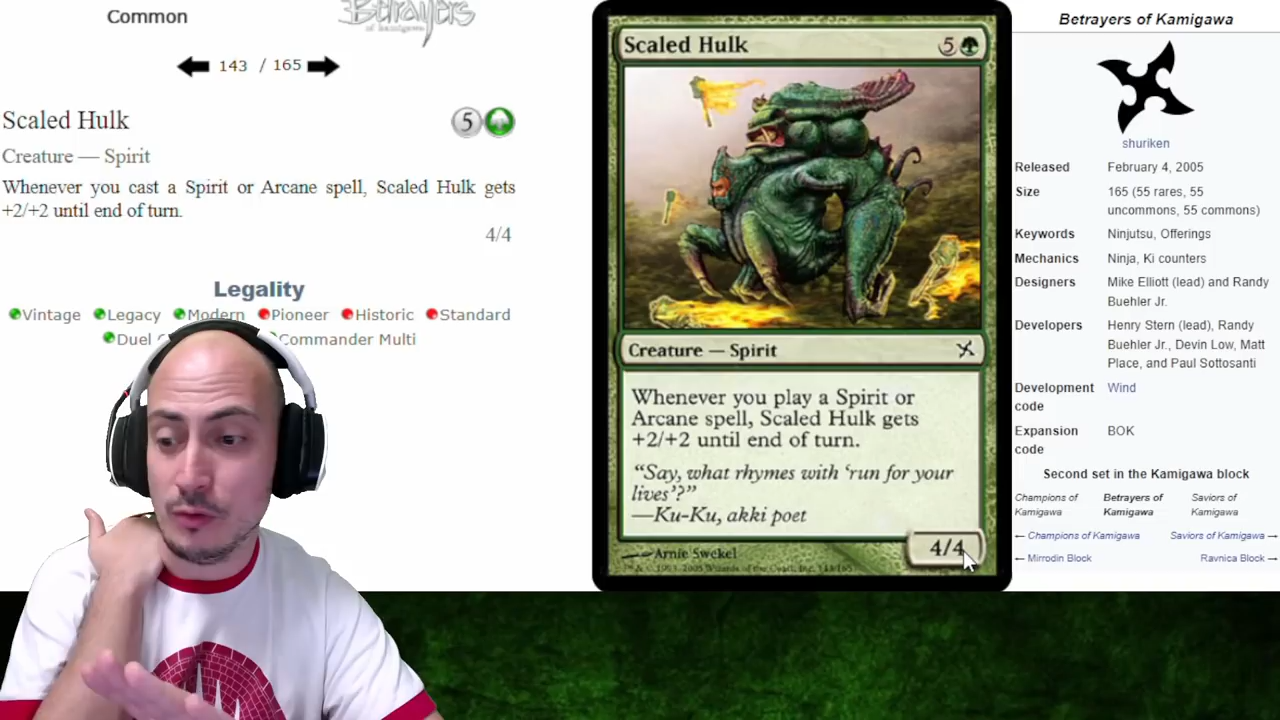 Common
Betrayers
of Kamigawa
143 / 165
Scaled Hulk
5
Creature — Spirit
Whenever you cast a Spirit or Arcane spell, Scaled Hulk gets
+2/+2 until end of turn.
4/4
Legality
Vintage Legacy Modern Pioneer Historic Standard
Duel Commander Multi
Scaled Hulk 5
Creature — Spirit
Whenever you play a Spirit or
Arcane spell, Scaled Hulk gets
+2/+2 until end of turn.
“Say, what rhymes with ‘run for your
lives’?”
—Ku-Ku, akki poet
4/4
Arnie Swekel
Betrayers of Kamigawa
shuriken
Released February 4, 2005
Size 165 (55 rares, 55
uncommons, 55 commons)
Keywords Ninjutsu, Offerings
Mechanics Ninja, Ki counters
Designers Mike Elliott (lead) and Randy
Buehler Jr.
Developers Henry Stern (lead), Randy
Buehler Jr., Devin Low, Matt
Place, and Paul Sottosanti
Development Wind
code
Expansion BOK
code
Second set in the Kamigawa block
Champions of Betrayers of Saviors of
Kamigawa Kamigawa Kamigawa
← Champions of Kamigawa Saviors of Kamigawa →
← Mirrodin Block Ravnica Block →